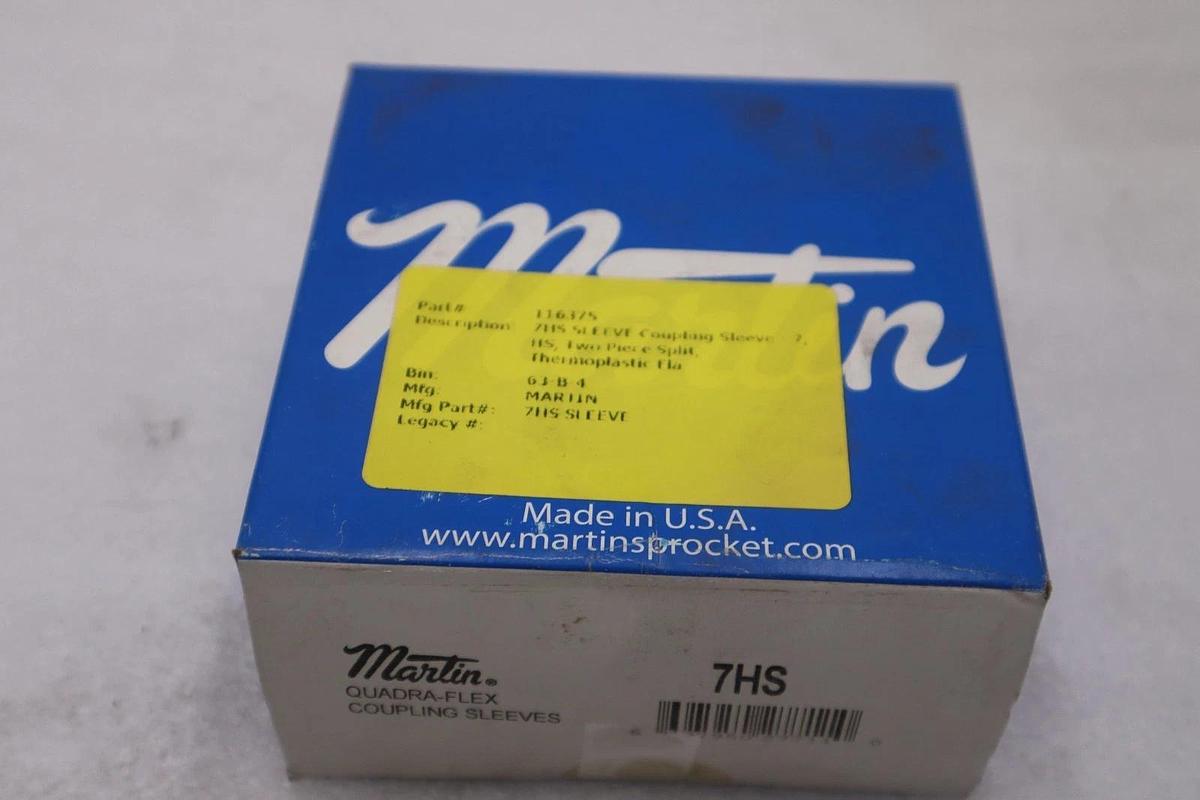 Martin
Part#: 116375
Description: 7HS SLEEVE Coupling Sleeve 7,
HS, Two Piece Split,
Thermoplastic Ela
Bin: 63-B-4
Mfg: MARTIN
Mfg Part#: 7HS SLEEVE
Legacy #:
Made in U.S.A.
www.martinsprocket.com
Martin®
QUADRA-FLEX
COUPLING SLEEVES
7HS